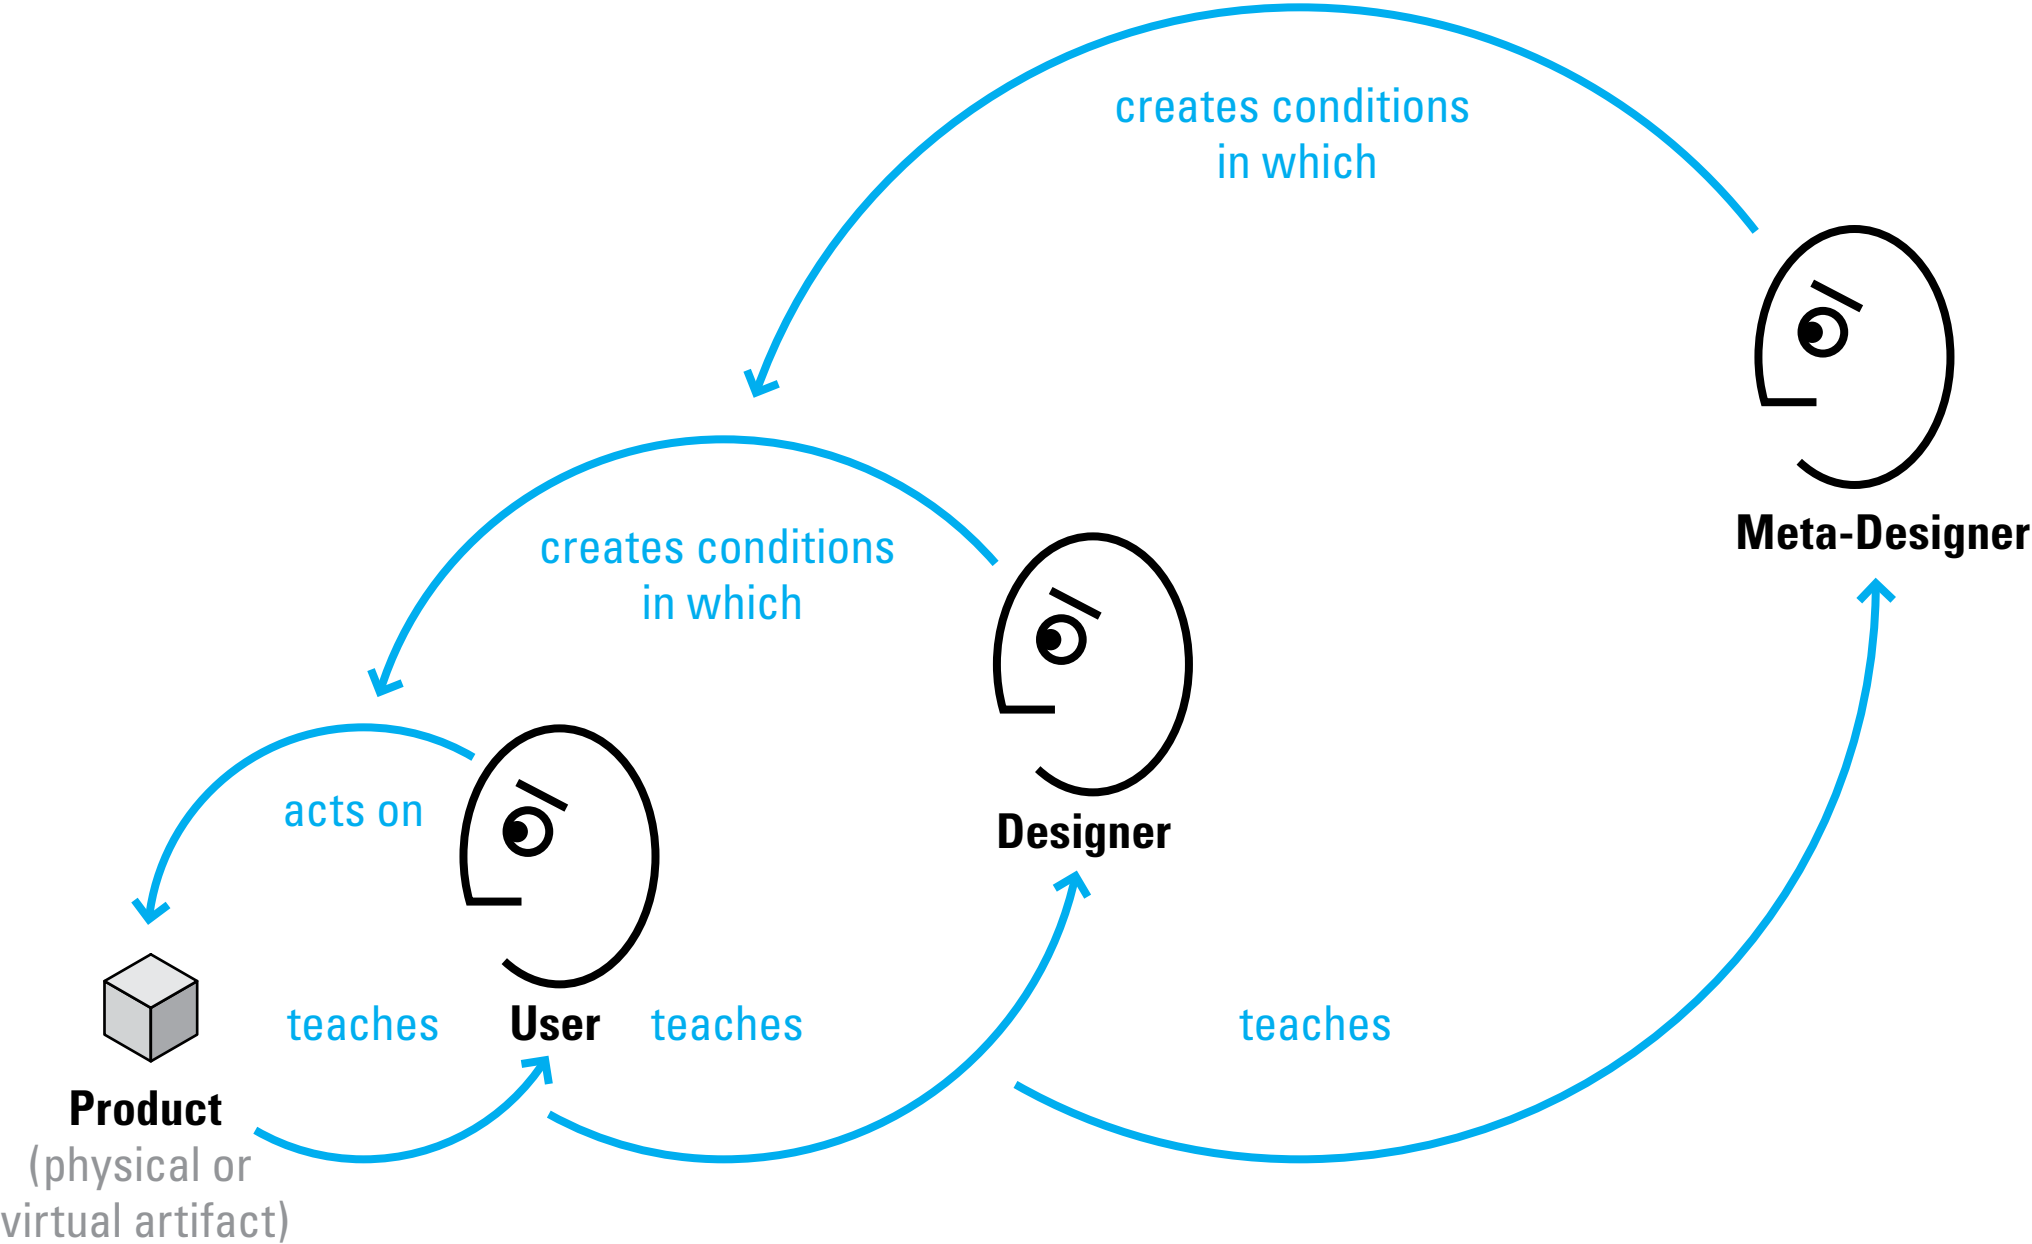 creates conditions
in which
Meta-Designer
creates conditions
in which
Designer
acts on
teaches
User
teaches
teaches
Product
(physical or
virtual artifact)